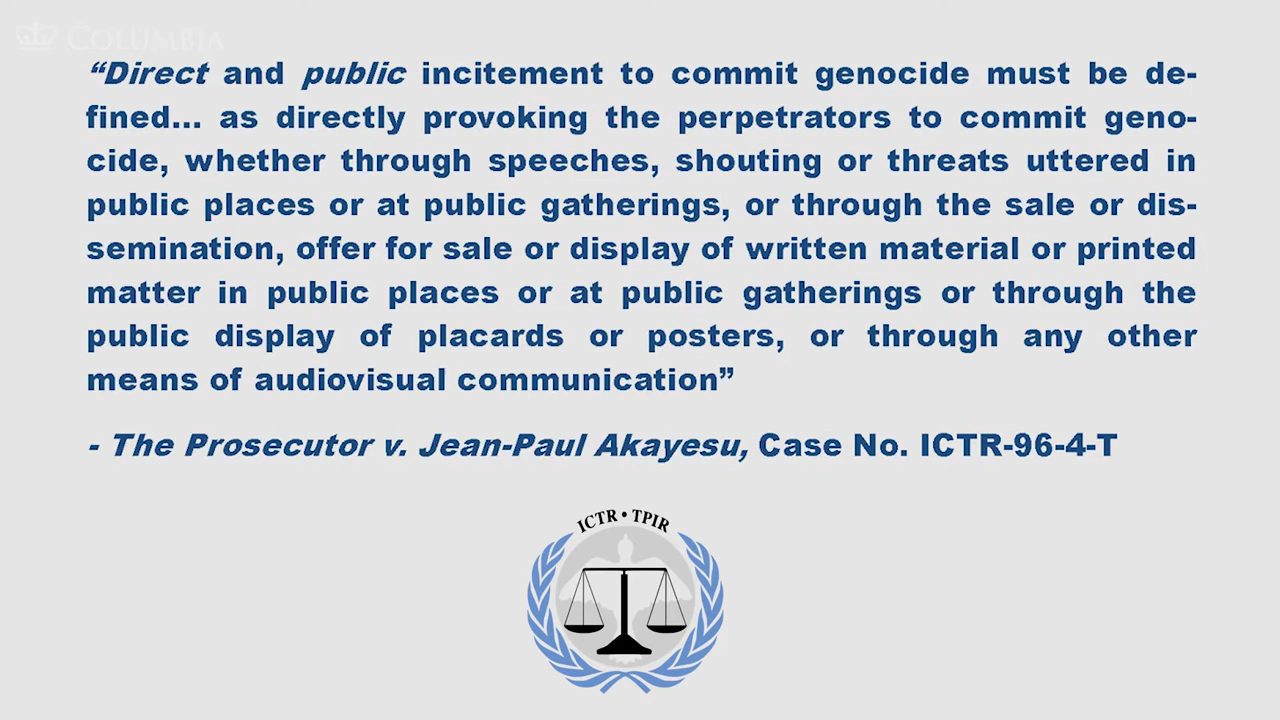 COLUMBIA
“Direct and public incitement to commit genocide must be de-
fined... as directly provoking the perpetrators to commit geno-
cide, whether through speeches, shouting or threats uttered in
public places or at public gatherings, or through the sale or dis-
semination, offer for sale or display of written material or printed
matter in public places or at public gatherings or through the
public display of placards or posters, or through any other
means of audiovisual communication”
- The Prosecutor v. Jean-Paul Akayesu, Case No. ICTR-96-4-T
ICTR • TPIR